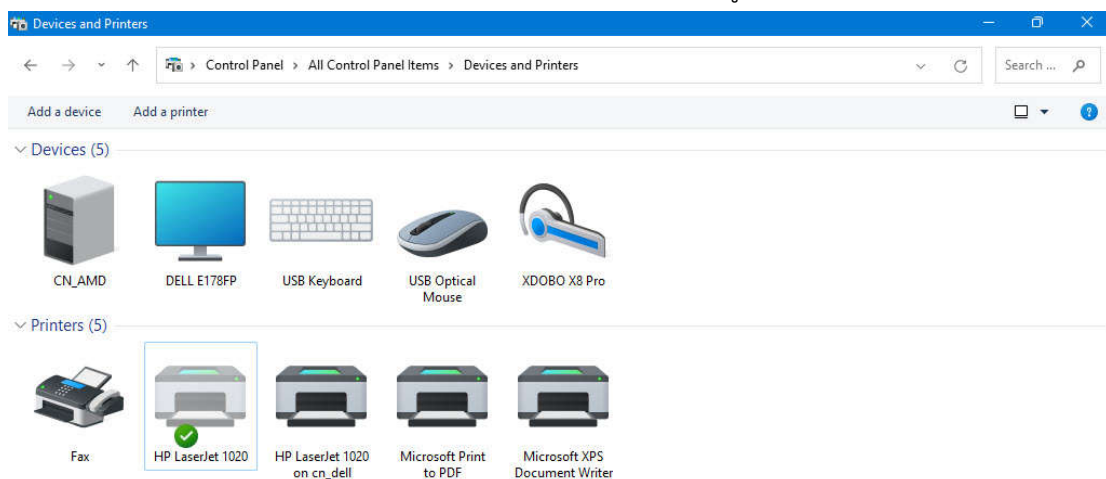 Devices and Printers
Control Panel > All Control Panel Items > Devices and Printers
Search ...
Add a device Add a printer
?
Devices (5)
CN_AMD
DELL E178FP
USB Keyboard
USB Optical
Mouse
XDOBO X8 Pro
Printers (5)
Fax
HP LaserJet 1020
HP LaserJet 1020
on cn_dell
Microsoft Print
to PDF
Microsoft XPS
Document Writer